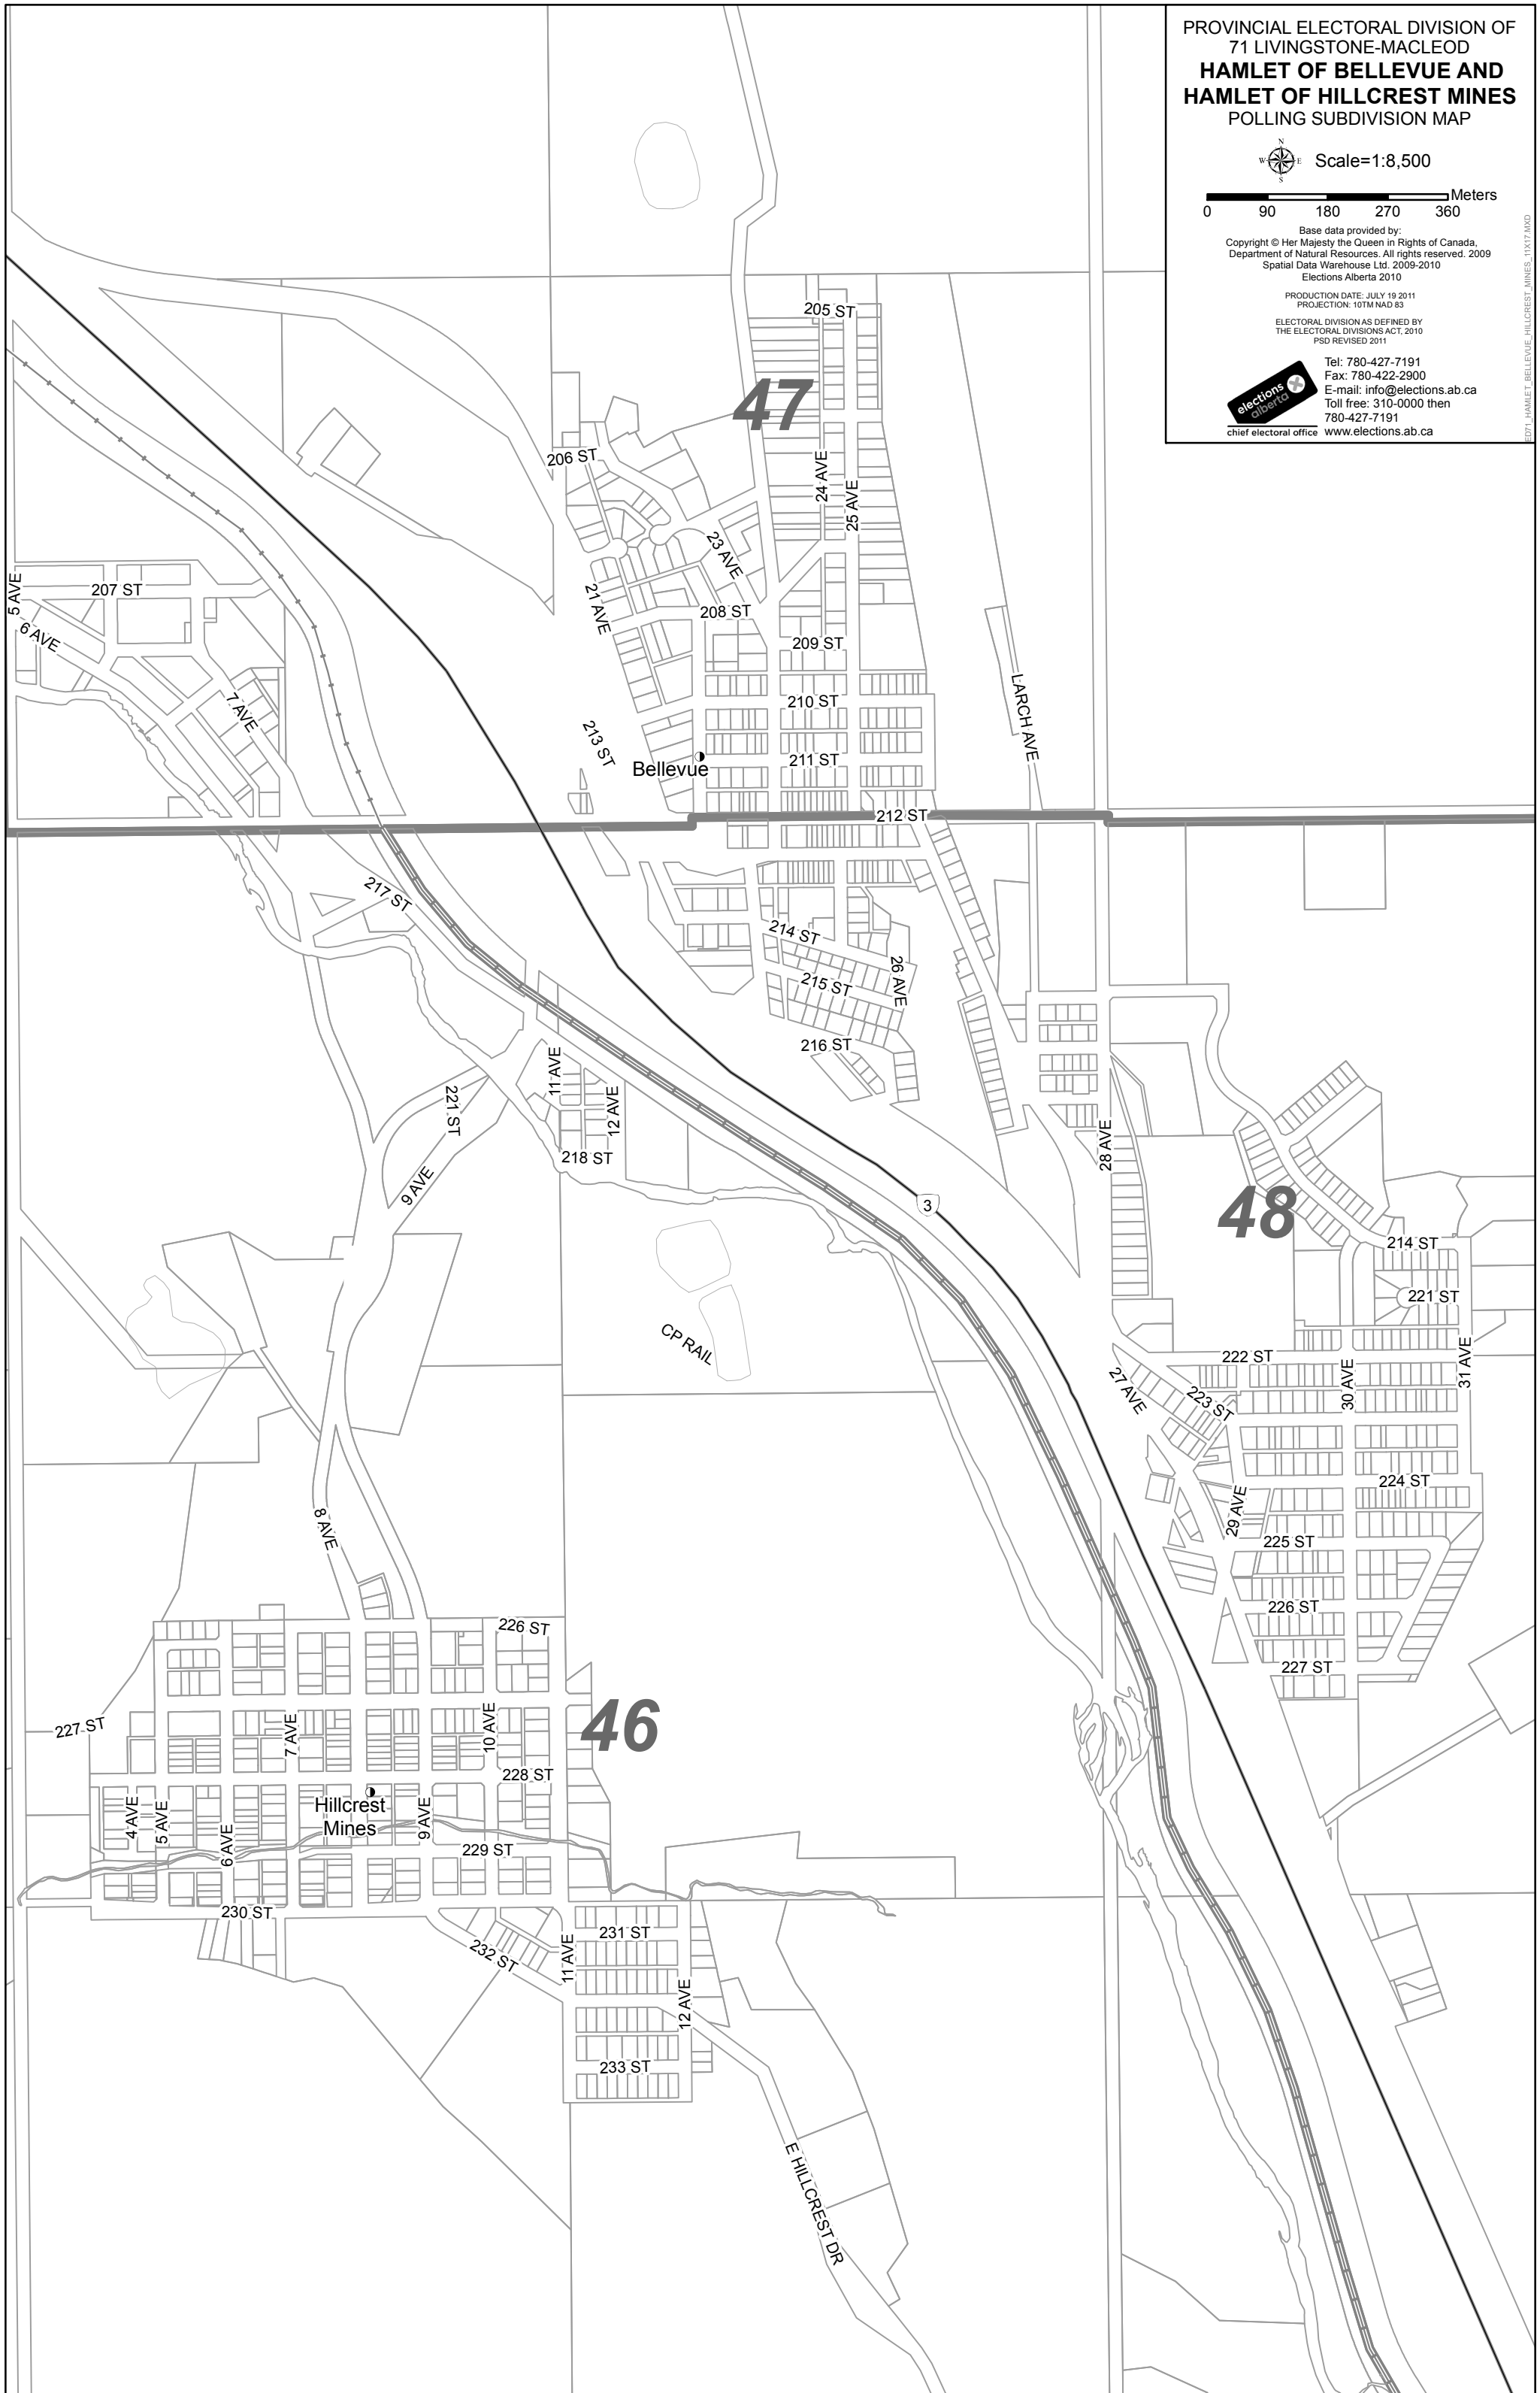 PROVINCIAL ELECTORAL DIVISION OF
71 LIVINGSTONE-MACLEOD
HAMLET OF BELLEVUE AND
HAMLET OF HILLCREST MINES
POLLING SUBDIVISION MAP
N
W E
S
Scale=1:8,500
Meters
0 90 180 270 360
Base data provided by:
Copyright © Her Majesty the Queen in Rights of Canada,
Department of Natural Resources. All rights reserved. 2009
Spatial Data Warehouse Ltd. 2009-2010
Elections Alberta 2010
PRODUCTION DATE: JULY 19 2011
PROJECTION: 10TM NAD 83
ELECTORAL DIVISION AS DEFINED BY
THE ELECTORAL DIVISIONS ACT, 2010
PSD REVISED 2011
elections
alberta
chief electoral office
Tel: 780-427-7191
Fax: 780-422-2900
E-mail: info@elections.ab.ca
Toll free: 310-0000 then
780-427-7191
www.elections.ab.ca
ED71_HAMLET_BELLEVUE_HILLCREST_MINES_11X17.MXD
205 ST
47
206 ST
24 AVE
25 AVE
23 AVE
5 AVE
207 ST
21 AVE
208 ST
6 AVE
209 ST
7 AVE
210 ST
LARCH AVE
213 ST
211 ST
Bellevue
212 ST
217 ST
214 ST
215 ST
26 AVE
216 ST
11 AVE
12 AVE
221 ST
218 ST
28 AVE
9 AVE
3
48
214 ST
221 ST
CP RAIL
222 ST
30 AVE
31 AVE
27 AVE
223 ST
224 ST
29 AVE
8 AVE
225 ST
226 ST
226 ST
227 ST
46
227 ST
7 AVE
10 AVE
228 ST
Hillcrest
Mines
4 AVE
5 AVE
6 AVE
9 AVE
229 ST
230 ST
231 ST
232 ST
11 AVE
12 AVE
233 ST
E HILLCREST DR